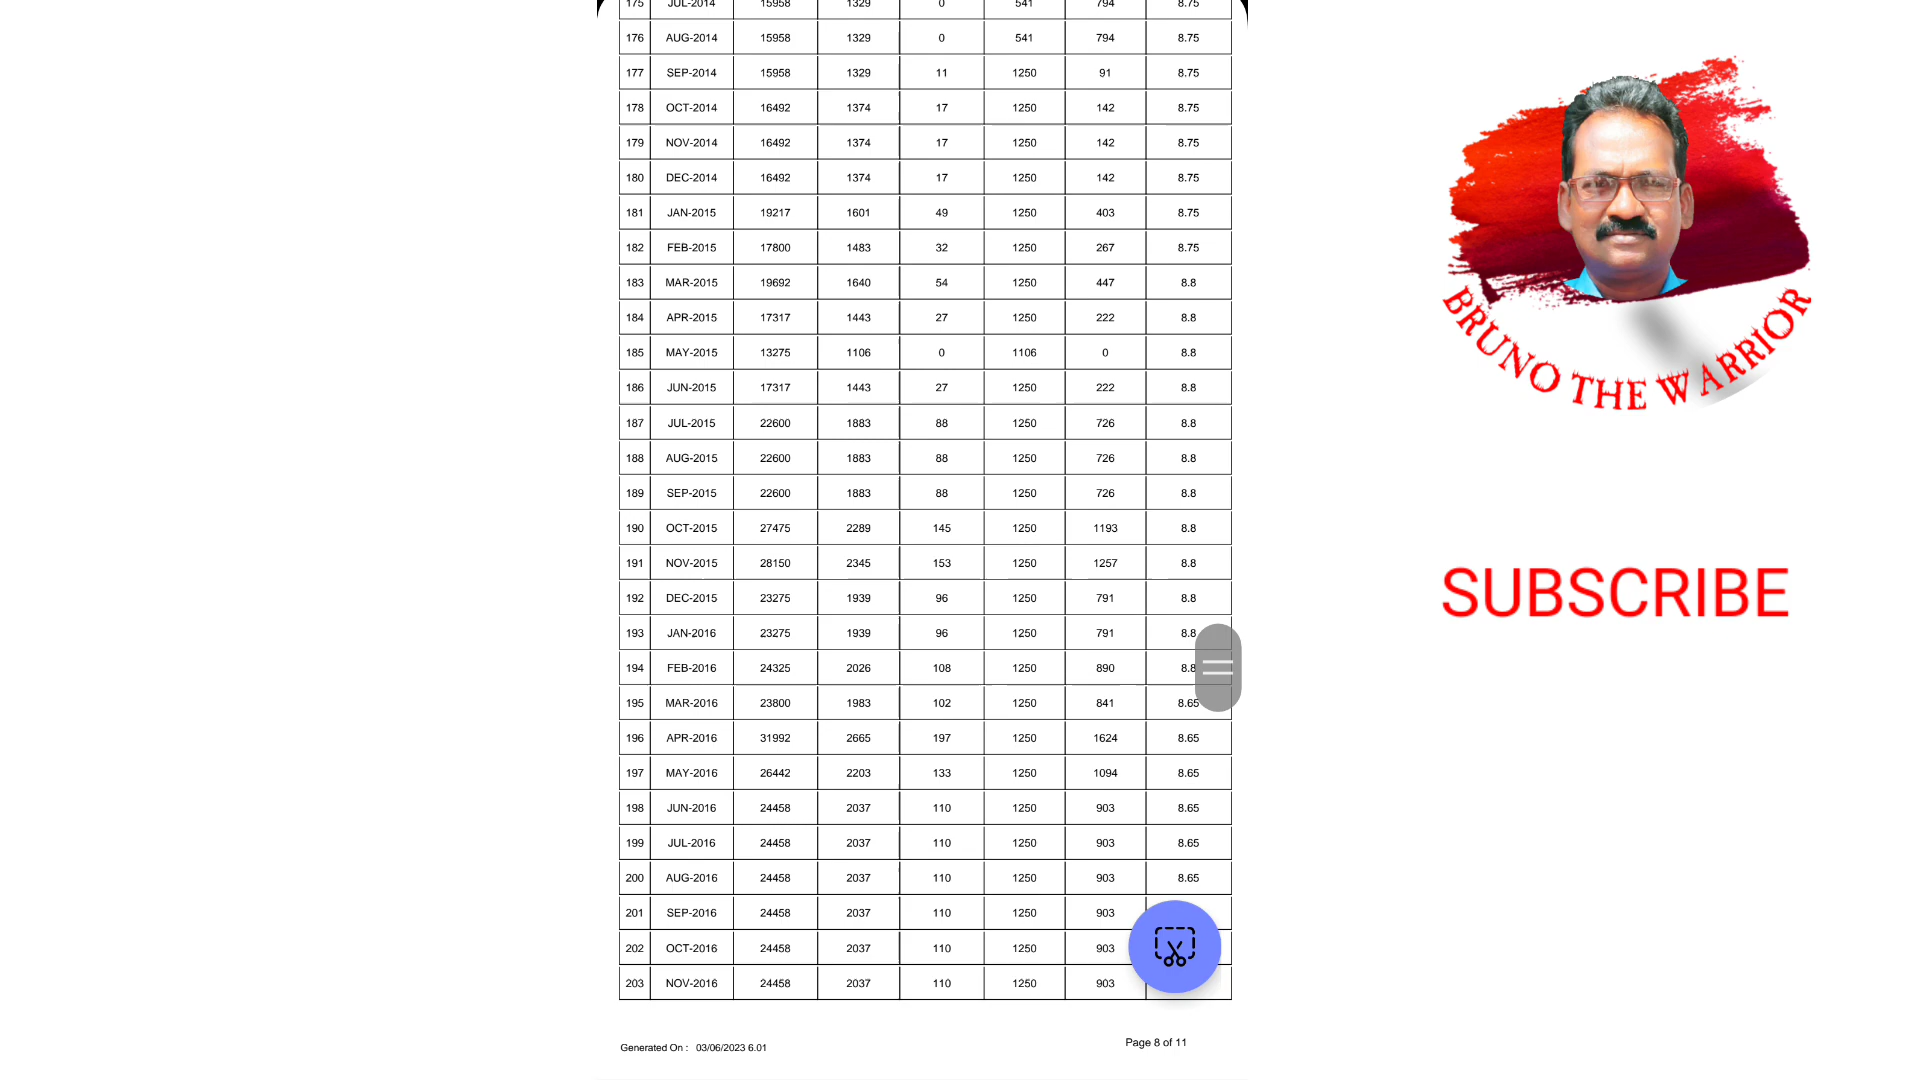 175 JUL-2014 15958 1329 0 541 794 8.75
176 AUG-2014 15958 1329 0 541 794 8.75
177 SEP-2014 15958 1329 11 1250 91 8.75
178 OCT-2014 16492 1374 17 1250 142 8.75
179 NOV-2014 16492 1374 17 1250 142 8.75
180 DEC-2014 16492 1374 17 1250 142 8.75
181 JAN-2015 19217 1601 49 1250 403 8.75
182 FEB-2015 17800 1483 32 1250 267 8.75
183 MAR-2015 19692 1640 54 1250 447 8.8
184 APR-2015 17317 1443 27 1250 222 8.8
185 MAY-2015 13275 1106 0 1106 0 8.8
186 JUN-2015 17317 1443 27 1250 222 8.8
187 JUL-2015 22600 1883 88 1250 726 8.8
188 AUG-2015 22600 1883 88 1250 726 8.8
189 SEP-2015 22600 1883 88 1250 726 8.8
190 OCT-2015 27475 2289 145 1250 1193 8.8
191 NOV-2015 28150 2345 153 1250 1257 8.8
192 DEC-2015 23275 1939 96 1250 791 8.8
193 JAN-2016 23275 1939 96 1250 791 8.8
194 FEB-2016 24325 2026 108 1250 890 8.8
195 MAR-2016 23800 1983 102 1250 841 8.65
196 APR-2016 31992 2665 197 1250 1624 8.65
197 MAY-2016 26442 2203 133 1250 1094 8.65
198 JUN-2016 24458 2037 110 1250 903 8.65
199 JUL-2016 24458 2037 110 1250 903 8.65
200 AUG-2016 24458 2037 110 1250 903 8.65
201 SEP-2016 24458 2037 110 1250 903
202 OCT-2016 24458 2037 110 1250 903
203 NOV-2016 24458 2037 110 1250 903
Generated On : 03/06/2023 6.01
Page 8 of 11
BRUNO THE WARRIOR
SUBSCRIBE